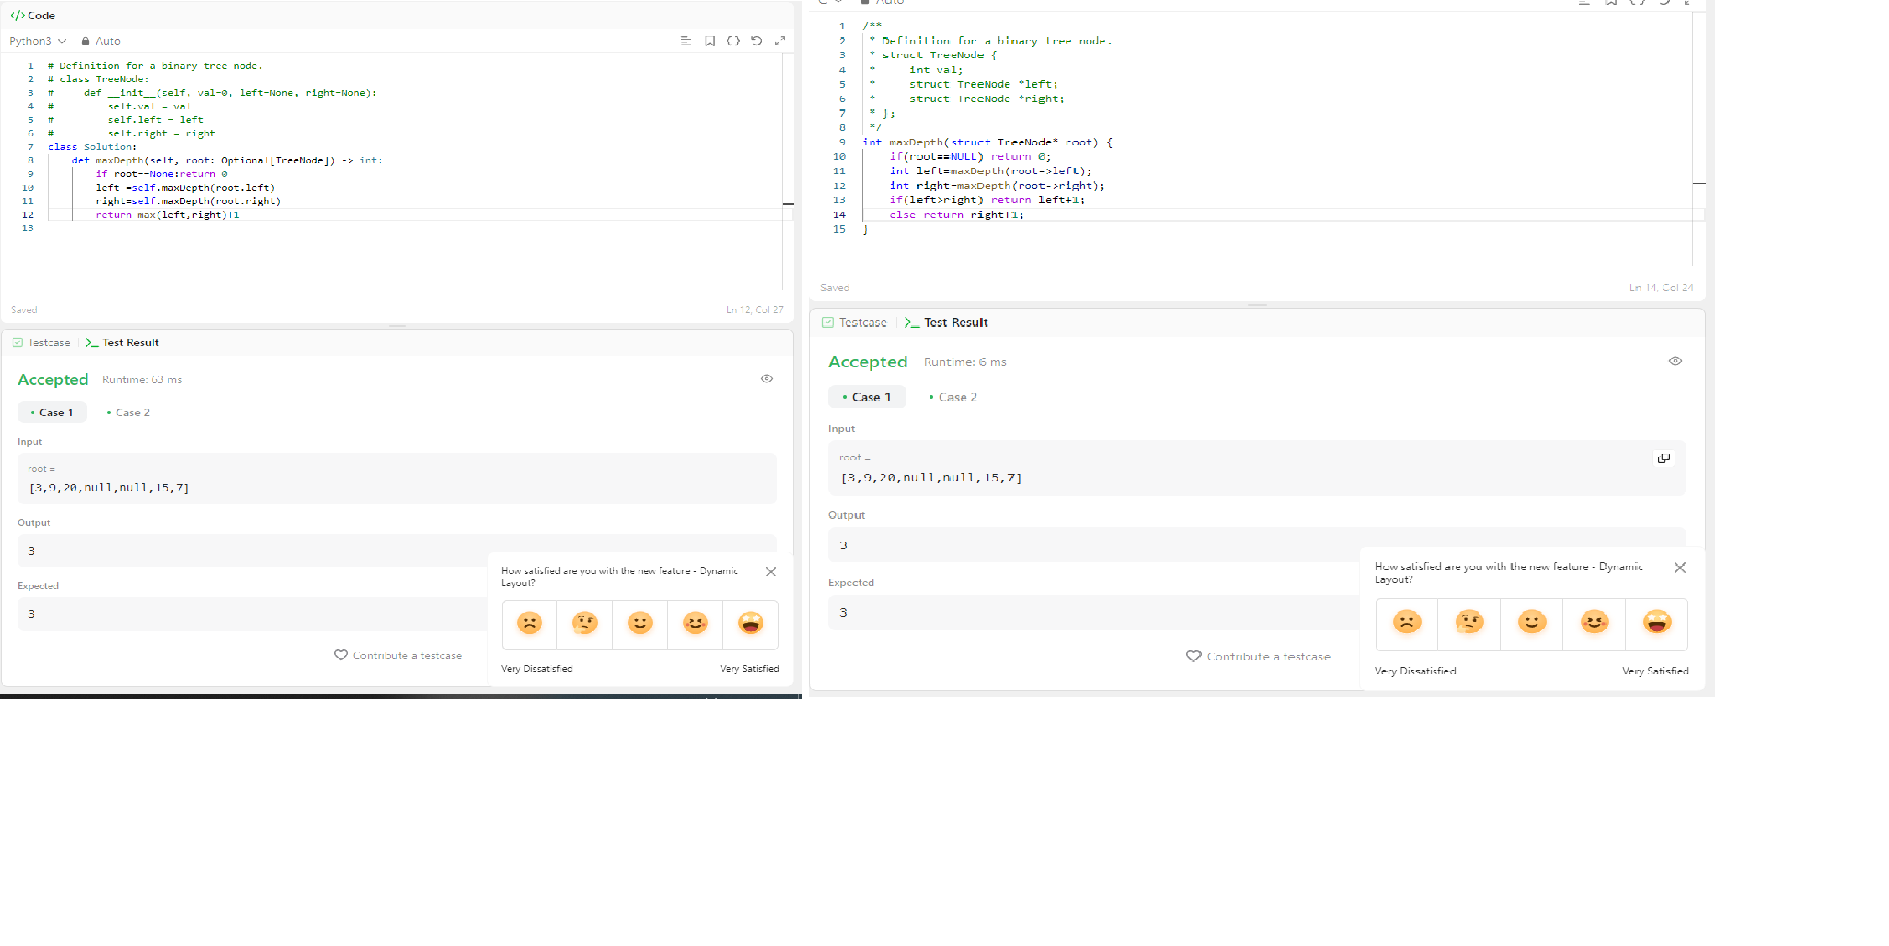 </> Code
Python3 Auto
1 # Definition for a binary tree node.
2 # class TreeNode:
3 #     def __init__(self, val=0, left=None, right=None):
4 #         self.val = val
5 #         self.left = left
6 #         self.right = right
7 class Solution:
8     def maxDepth(self, root: Optional[TreeNode]) -> int:
9         if root==None:return 0
10         left =self.maxDepth(root.left)
11         right=self.maxDepth(root.right)
12         return max(left,right)+1
13
Saved Ln 12, Col 27
Testcase Test Result
Accepted Runtime: 63 ms
Case 1 Case 2
Input
root =
[3,9,20,null,null,15,7]
Output
3
Expected
3
How satisfied are you with the new feature - Dynamic
Layout?
Very Dissatisfied Very Satisfied
Contribute a testcase
C Auto
1 /**
2  * Definition for a binary tree node.
3  * struct TreeNode {
4  *     int val;
5  *     struct TreeNode *left;
6  *     struct TreeNode *right;
7  * };
8  */
9 int maxDepth(struct TreeNode* root) {
10     if(root==NULL) return 0;
11     int left=maxDepth(root->left);
12     int right=maxDepth(root->right);
13     if(left>right) return left+1;
14     else return right+1;
15 }
Saved Ln 14, Col 24
Testcase Test Result
Accepted Runtime: 6 ms
Case 1 Case 2
Input
root =
[3,9,20,null,null,15,7]
Output
3
Expected
3
How satisfied are you with the new feature - Dynamic
Layout?
Very Dissatisfied Very Satisfied
Contribute a testcase